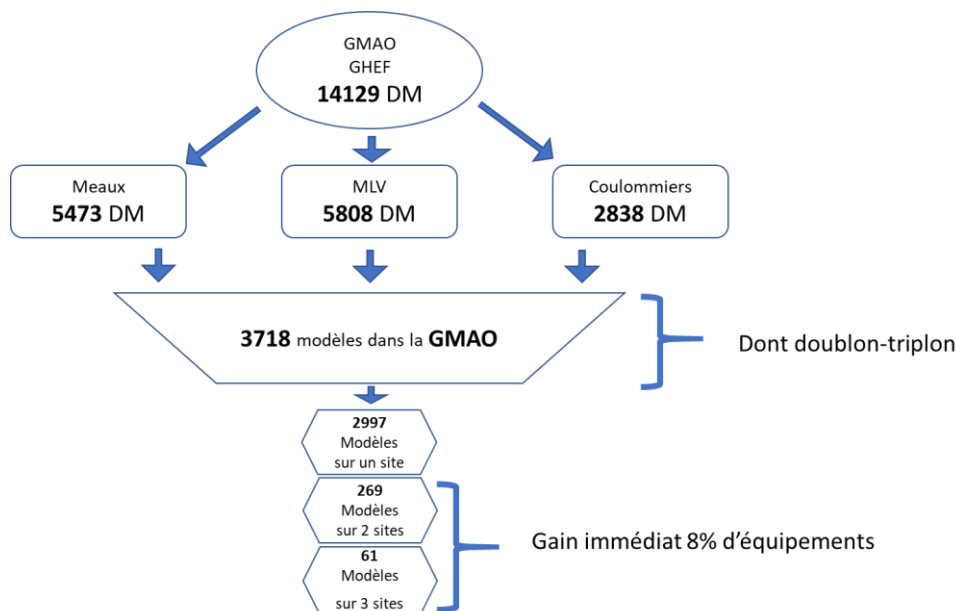 GMAO
GHEF
14129 DM
Meaux
5473 DM
MLV
5808 DM
Coulommiers
2838 DM
3718 modèles dans la GMAO
Dont doublon-triplon
2997
Modèles
sur un site
269
Modèles
sur 2 sites
Gain immédiat 8% d'équipements
61
Modèles
sur 3 sites